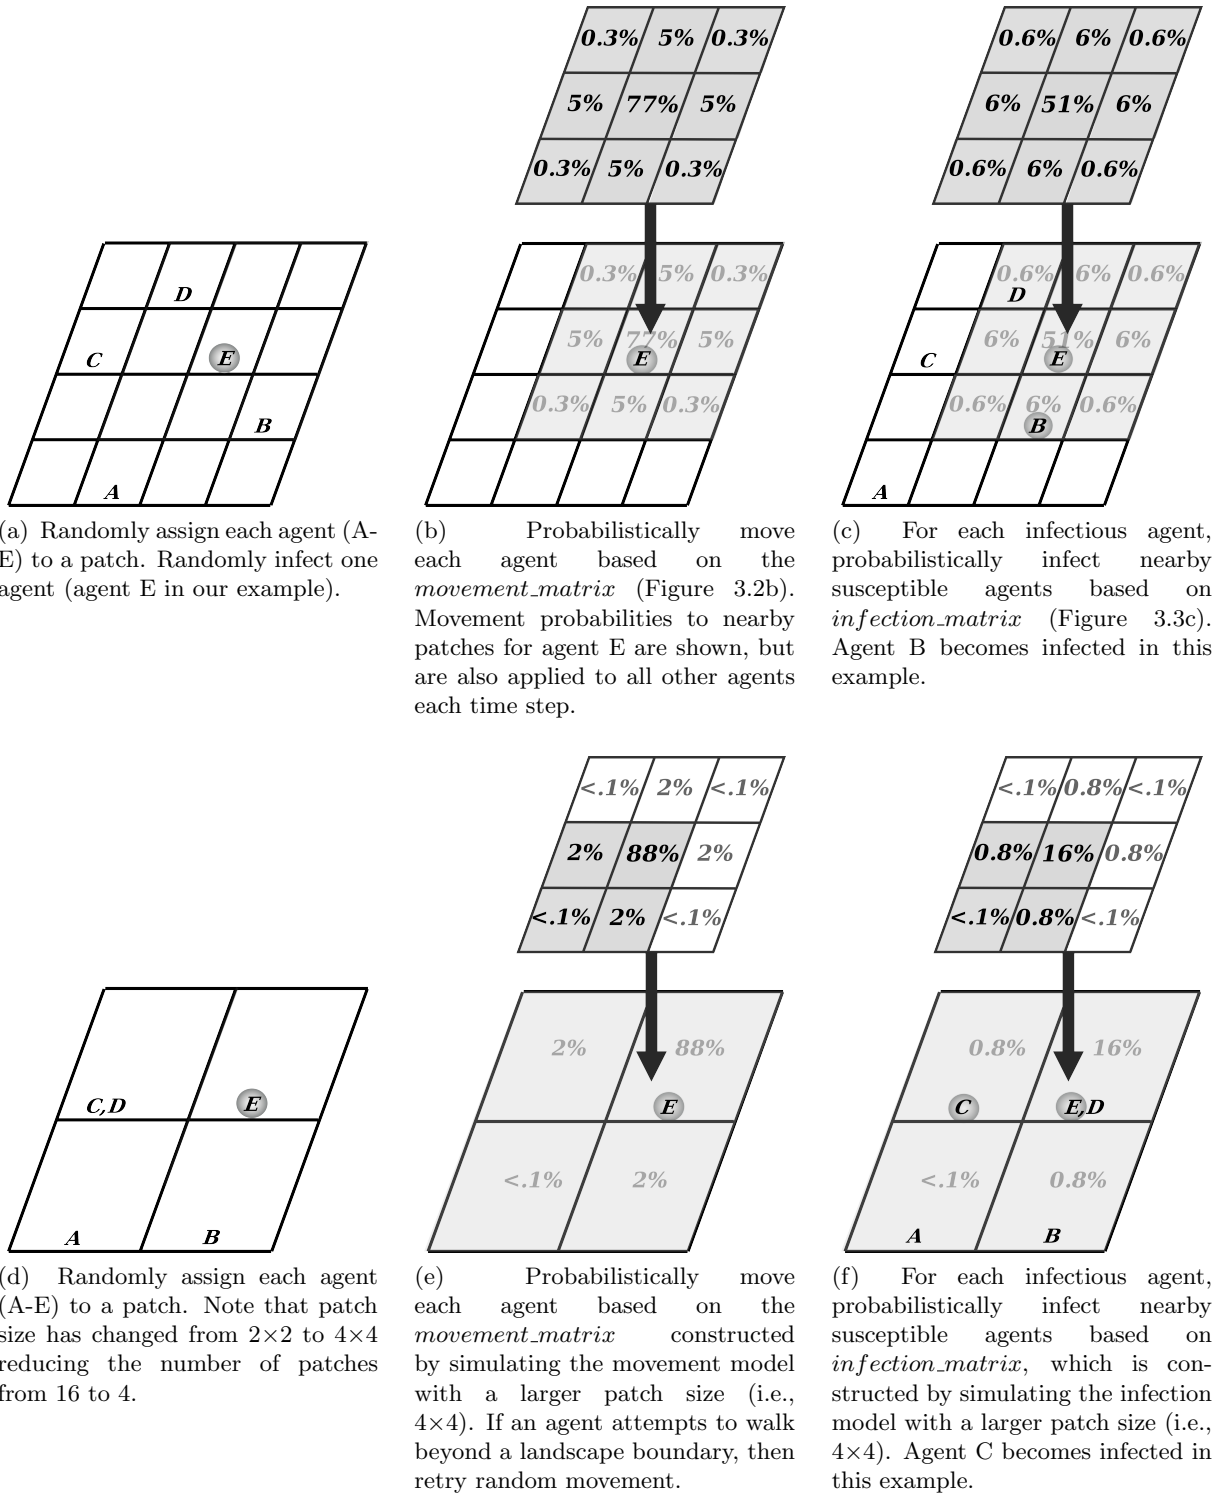 0.3% 5% 0.3%
5% 77% 5%
0.3% 5% 0.3%
0.6% 6% 0.6%
6% 51% 6%
0.6% 6% 0.6%
D
C E
B
A
0.3% 5% 0.3%
5% 77% 5%
E
0.3% 5% 0.3%
0.6% 6% 0.6%
D
6% 51% 6%
C E
0.6% 6% 0.6%
B
A
(a) Randomly assign each agent (A-
E) to a patch. Randomly infect one
agent (agent E in our example).
(b) Probabilistically move
each agent based on the
movement_matrix (Figure 3.2b).
Movement probabilities to nearby
patches for agent E are shown, but
are also applied to all other agents
each time step.
(c) For each infectious agent,
probabilistically infect nearby
susceptible agents based on
infection_matrix (Figure 3.3c).
Agent B becomes infected in this
example.
<.1% 2% <.1%
2% 88% 2%
<.1% 2% <.1%
<.1% 0.8% <.1%
0.8% 16% 0.8%
<.1% 0.8% <.1%
C,D E
A B
2% 88%
E
<.1% 2%
0.8% 16%
C E,D
<.1% 0.8%
A B
(d) Randomly assign each agent
(A-E) to a patch. Note that patch
size has changed from 2×2 to 4×4
reducing the number of patches
from 16 to 4.
(e) Probabilistically move
each agent based on the
movement_matrix constructed
by simulating the movement model
with a larger patch size (i.e.,
4×4). If an agent attempts to walk
beyond a landscape boundary, then
retry random movement.
(f) For each infectious agent,
probabilistically infect nearby
susceptible agents based on
infection_matrix, which is con-
structed by simulating the infection
model with a larger patch size (i.e.,
4×4). Agent C becomes infected in
this example.